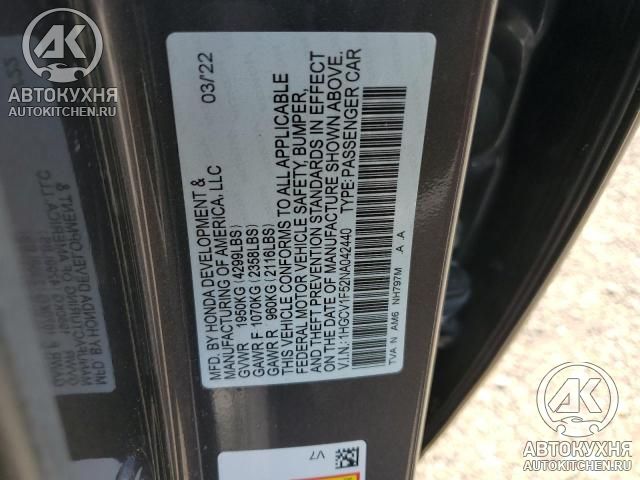 MFD. BY HONDA DEVELOPMENT &
MANUFACTURING OF AMERICA, LLC 03/22
GVWR 1950KG (4299LBS)
GAWR F 1070KG (2358LBS)
GAWR R 960KG (2116LBS)
THIS VEHICLE CONFORMS TO ALL APPLICABLE
FEDERAL MOTOR VEHICLE SAFETY, BUMPER,
AND THEFT PREVENTION STANDARDS IN EFFECT
ON THE DATE OF MANUFACTURE SHOWN ABOVE.
V.I.N.: 1HGCV1F52NA042440 TYPE: PASSENGER CAR
TVA N AM6 NH797M A A
V7
AK
АВТОКУХНЯ
AUTOKITCHEN.RU
AK
АВТОКУХНЯ
AUTOKITCHEN.RU